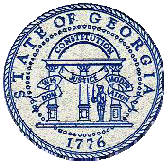 STATE OF GEORGIA
CONSTITUTION
JUSTICE
1776